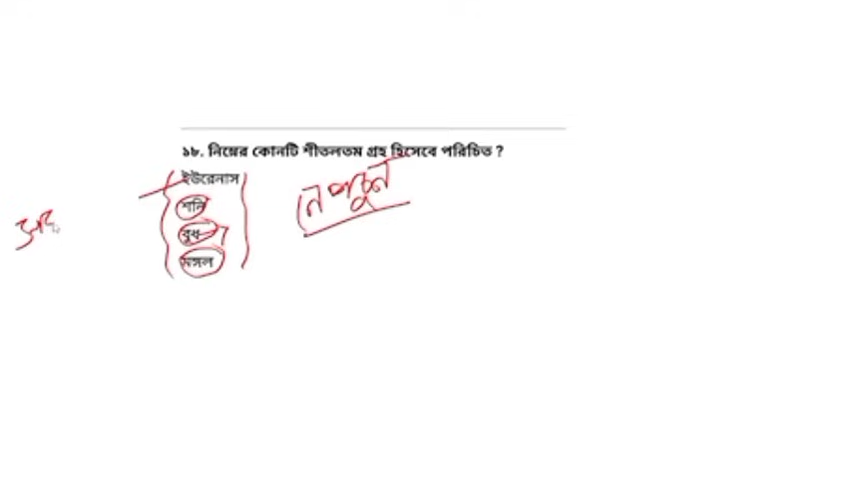 ১৮. নিম্নের কোনটি শীতলতম গ্রহ হিসেবে পরিচিত ?
ইউরেনাস
শনি
বুধ
মঙ্গল
নেপচুন